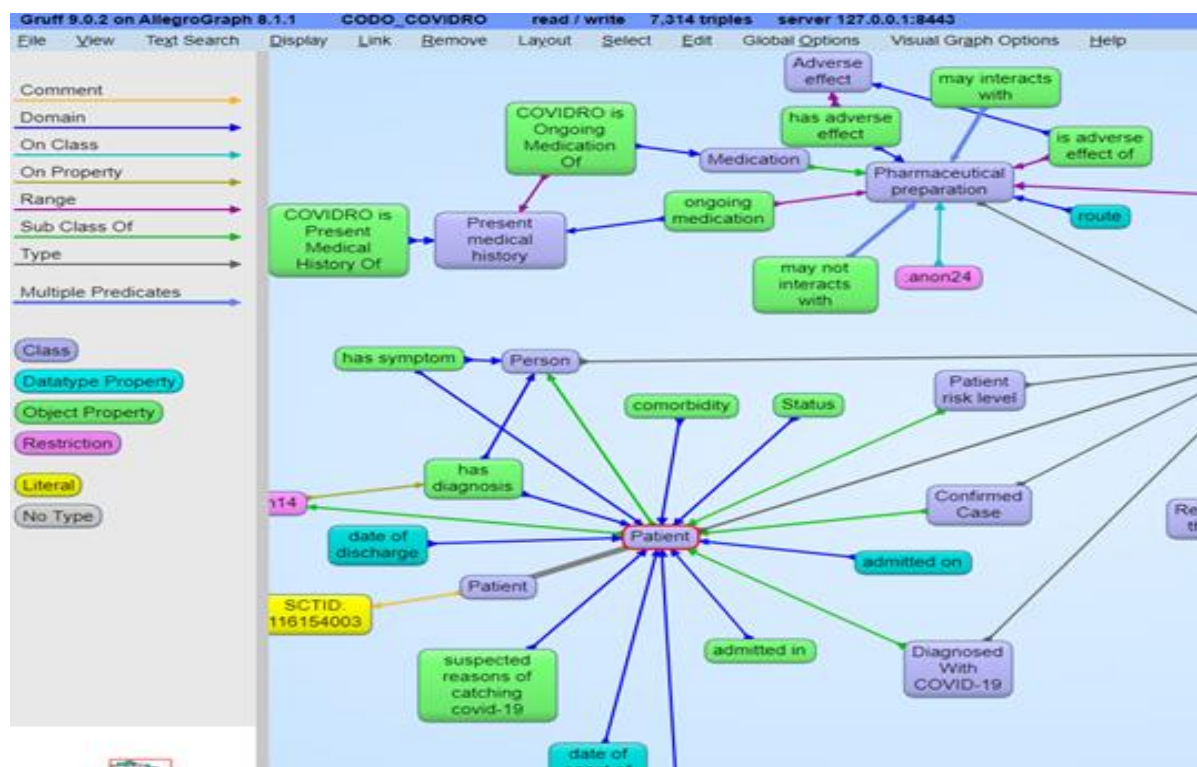 Gruff 9.0.2 on AllegroGraph 8.1.1 CODO_COVIDRO read / write 7,314 triples server 127.0.0.1:8443
File View Text Search Display Link Remove Layout Select Edit Global Options Visual Graph Options Help
Comment
Domain
On Class
On Property
Range
Sub Class Of
Type
Multiple Predicates
Class
Datatype Property
Object Property
Restriction
Literal
No Type
Adverse
effect
may interacts
with
COVIDRO is
Ongoing
Medication
Of
has adverse
effect
is adverse
effect of
Medication
Pharmaceutical
preparation
ongoing
medication
route
COVIDRO is
Present
Medical
History Of
Present
medical
history
may not
interacts
with
:anon24
has symptom
Person
Patient
risk level
comorbidity
Status
has
diagnosis
n14
Confirmed
Case
Re
date of
discharge
Patient
admitted on
Patient
SCTID:
116154003
suspected
reasons of
catching
covid-19
admitted in
Diagnosed
With
COVID-19
date of